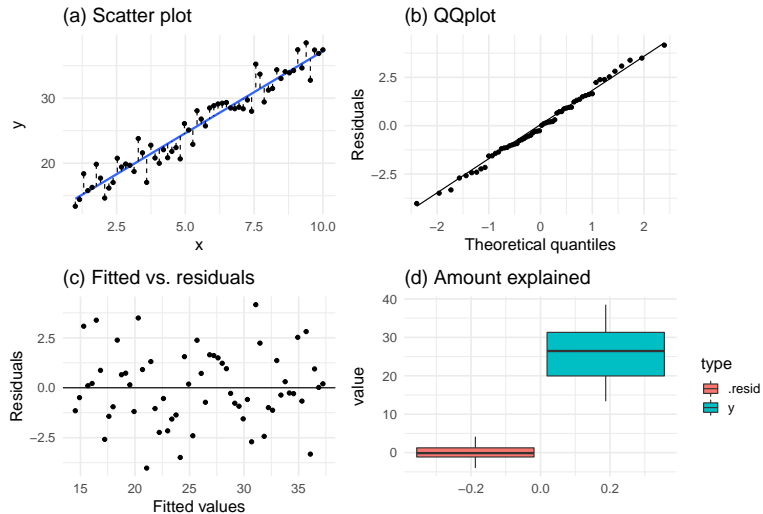 (a) Scatter plot
30
20
y
2.5 5.0 7.5 10.0
x
(b) QQplot
2.5
0.0
−2.5
Residuals
−2 −1 0 1 2
Theoretical quantiles
(c) Fitted vs. residuals
2.5
0.0
−2.5
Residuals
15 20 25 30 35
Fitted values
(d) Amount explained
40
30
20
10
0
value
−0.2 0.0 0.2
type
.resid
y